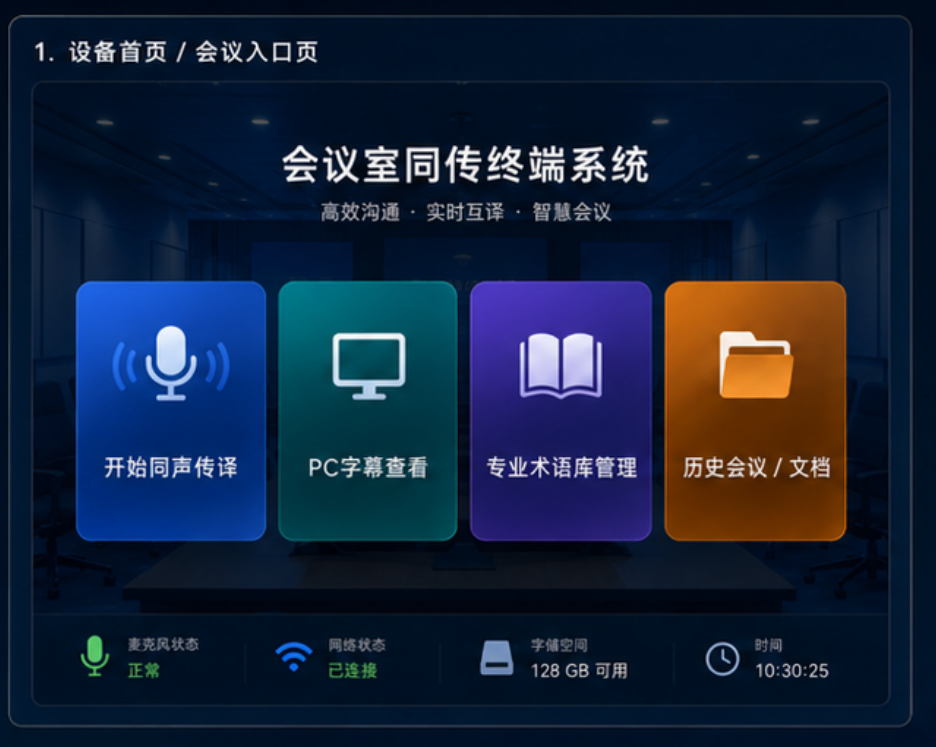 1. 设备首页 / 会议入口页
会议室同传终端系统
高效沟通 · 实时互译 · 智慧会议
开始同声传译
PC字幕查看
专业术语库管理
历史会议 / 文档
麦克风状态
正常
网络状态
已连接
字储空间
128 GB 可用
时间
10:30:25